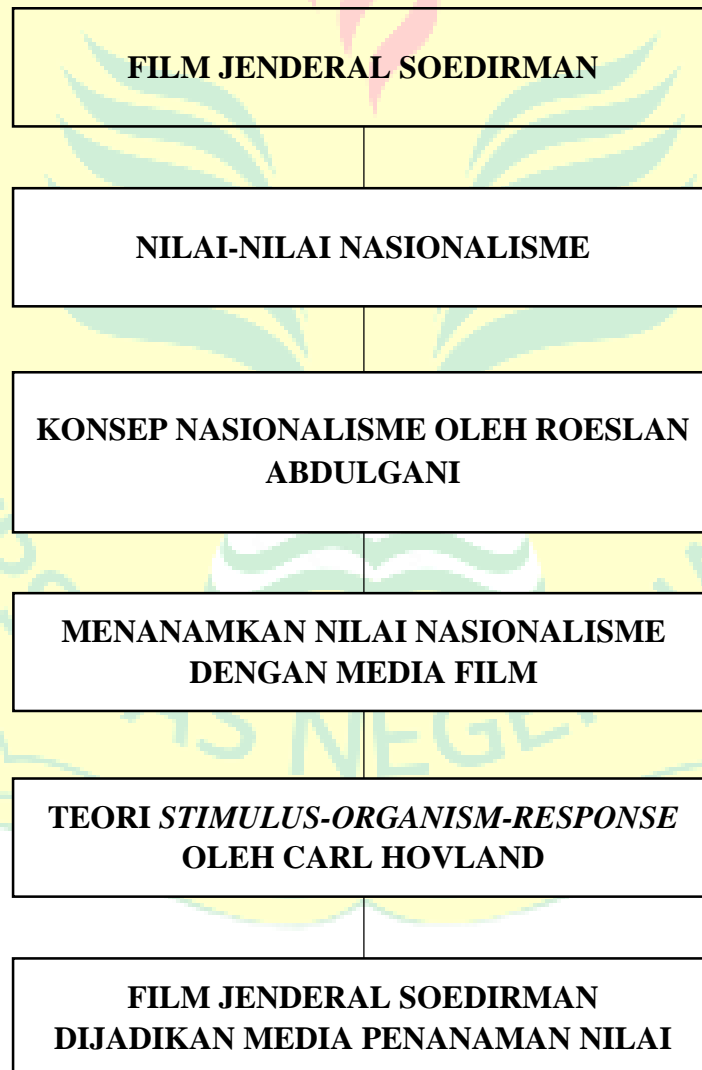 FILM JENDERAL SOEDIRMAN
NILAI-NILAI NASIONALISME
KONSEP NASIONALISME OLEH ROESLAN
ABDULGANI
MENANAMKAN NILAI NASIONALISME
DENGAN MEDIA FILM
TEORI STIMULUS-ORGANISM-RESPONSE
OLEH CARL HOVLAND
FILM JENDERAL SOEDIRMAN
DIJADIKAN MEDIA PENANAMAN NILAI